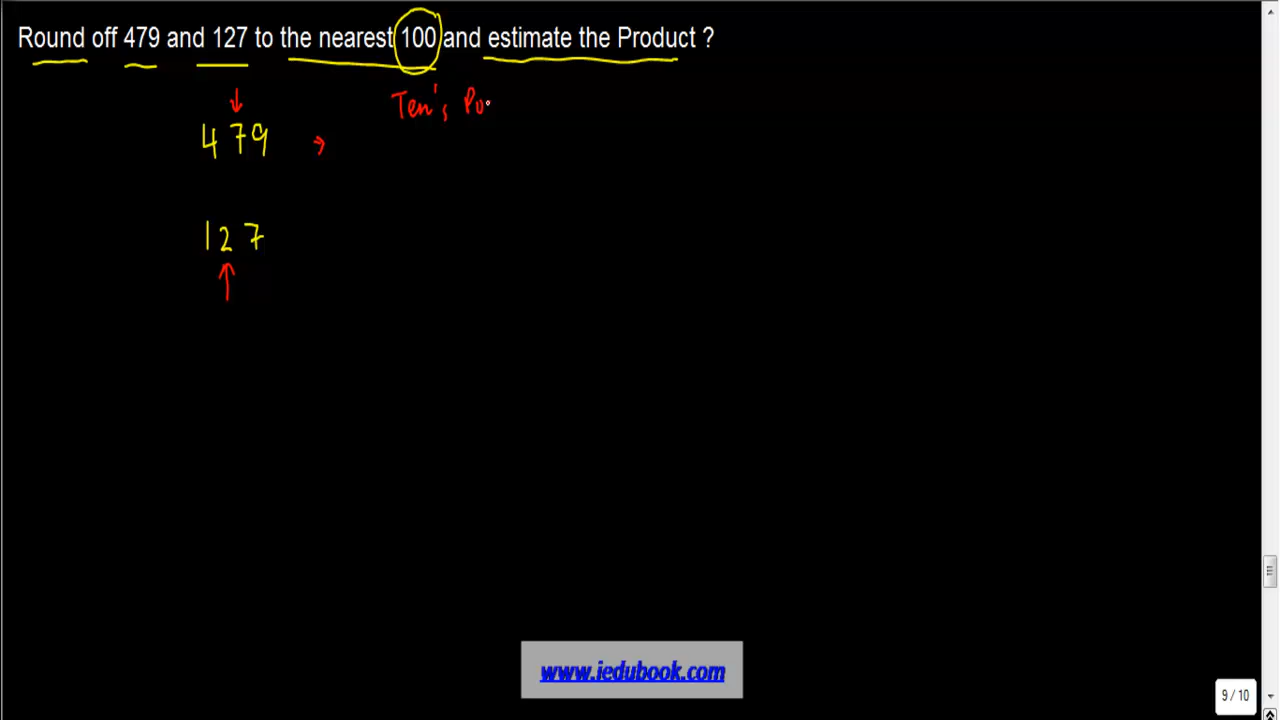 Round off 479 and 127 to the nearest 100 and estimate the Product ?
Ten's Po
479
127
www.iedubook.com
9 / 10